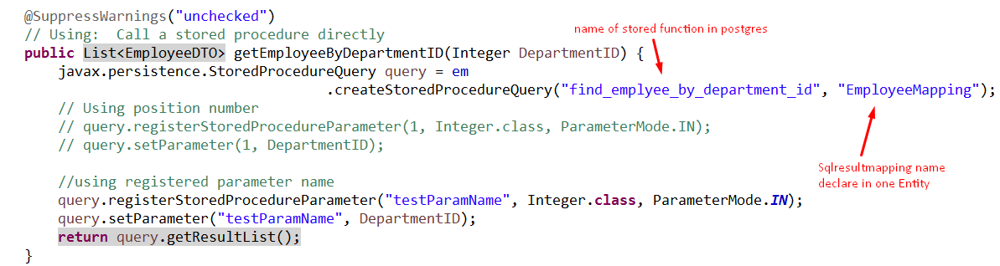 @SuppressWarnings("unchecked")
// Using:  Call a stored procedure directly
name of stored function in postgres
public List<EmployeeDTO> getEmployeeByDepartmentID(Integer DepartmentID) {
javax.persistence.StoredProcedureQuery query = em
.createStoredProcedureQuery("find_emplyee_by_department_id", "EmployeeMapping");
// Using position number
// query.registerStoredProcedureParameter(1, Integer.class, ParameterMode.IN);
// query.setParameter(1, DepartmentID);
Sqlresultmapping name
declare in one Entity
//using registered parameter name
query.registerStoredProcedureParameter("testParamName", Integer.class, ParameterMode.IN);
query.setParameter("testParamName", DepartmentID);
return query.getResultList();
}